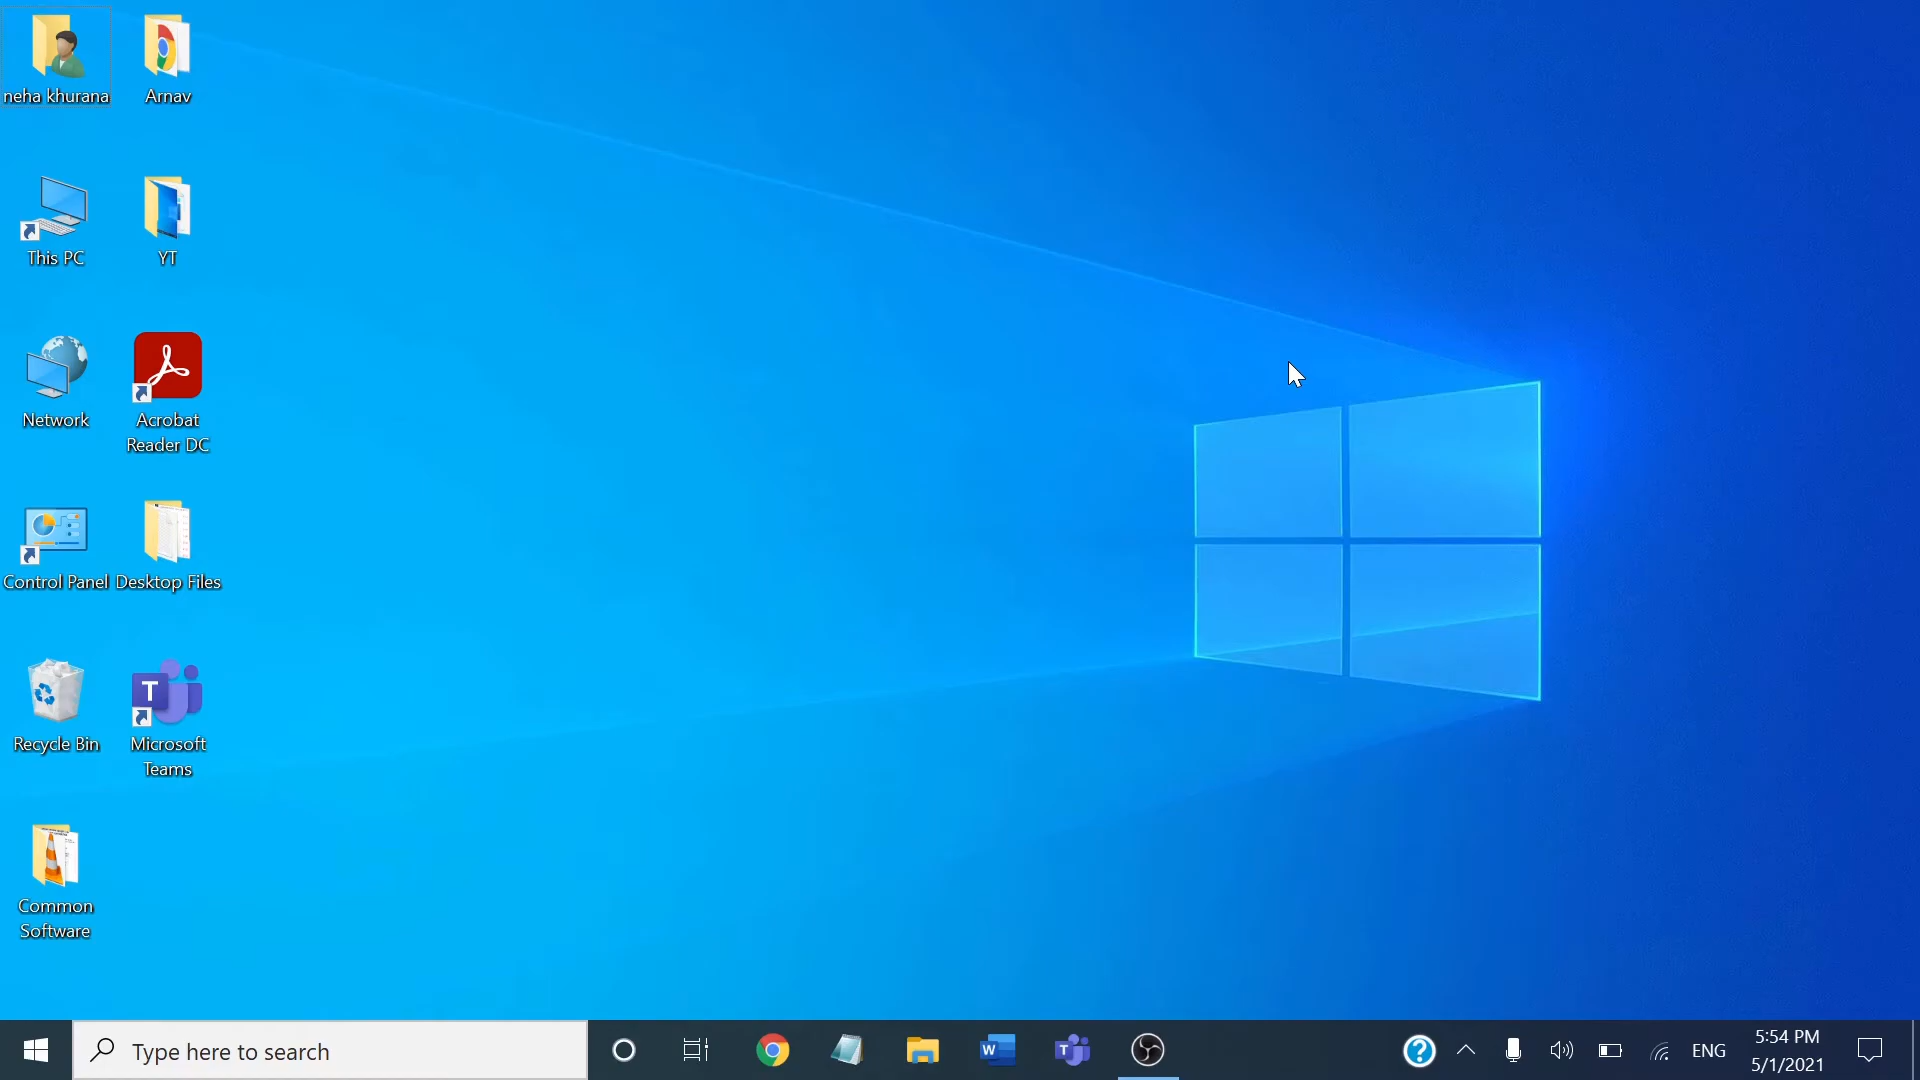 neha khurana
Arnav
This PC
YT
Network
Acrobat
Reader DC
Control Panel
Desktop Files
Recycle Bin
Microsoft
Teams
Common
Software
Type here to search
ENG
5:54 PM
5/1/2021